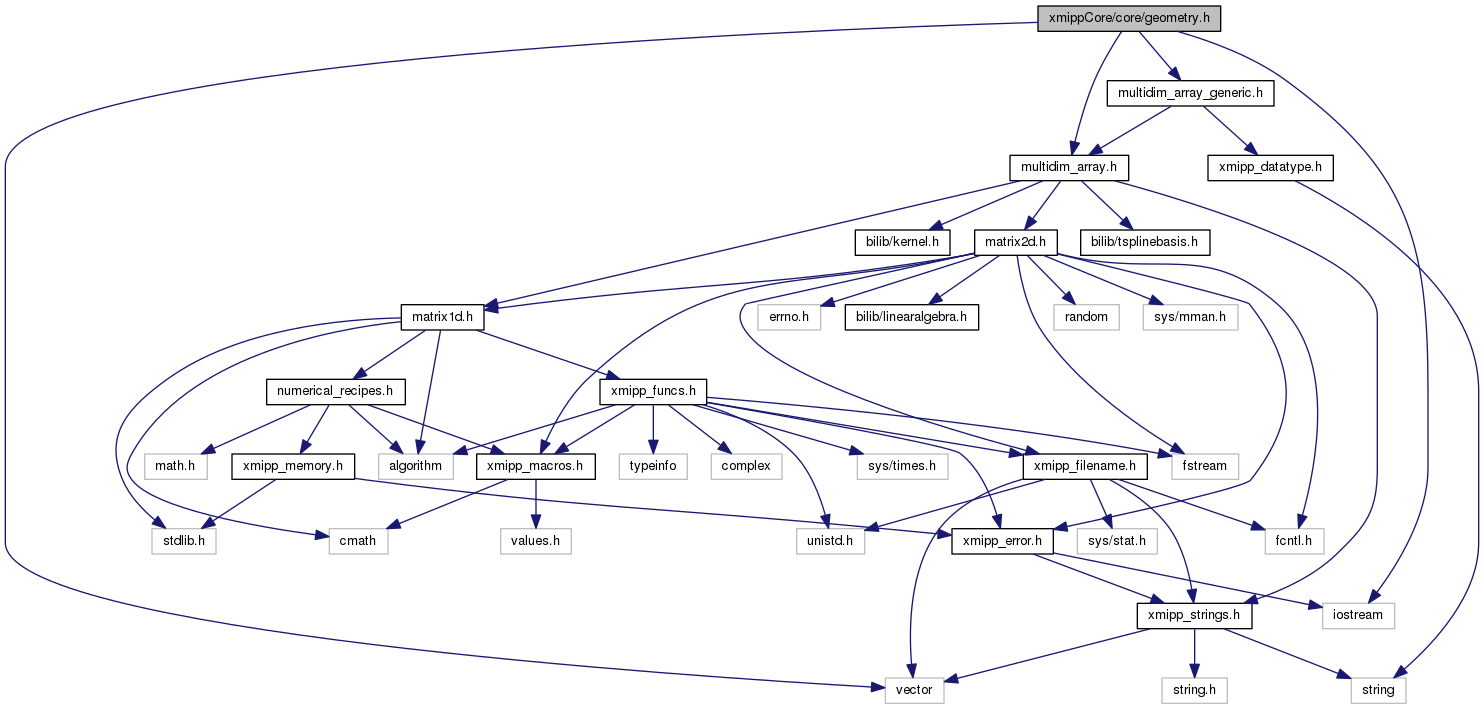 xmippCore/core/geometry.h
multidim_array_generic.h
multidim_array.h
xmipp_datatype.h
bilib/kernel.h
matrix2d.h
bilib/tsplinebasis.h
matrix1d.h
errno.h
bilib/linearalgebra.h
random
sys/mman.h
numerical_recipes.h
xmipp_funcs.h
math.h
xmipp_memory.h
algorithm
xmipp_macros.h
typeinfo
complex
sys/times.h
xmipp_filename.h
fstream
stdlib.h
cmath
values.h
unistd.h
xmipp_error.h
sys/stat.h
fcntl.h
xmipp_strings.h
iostream
vector
string.h
string